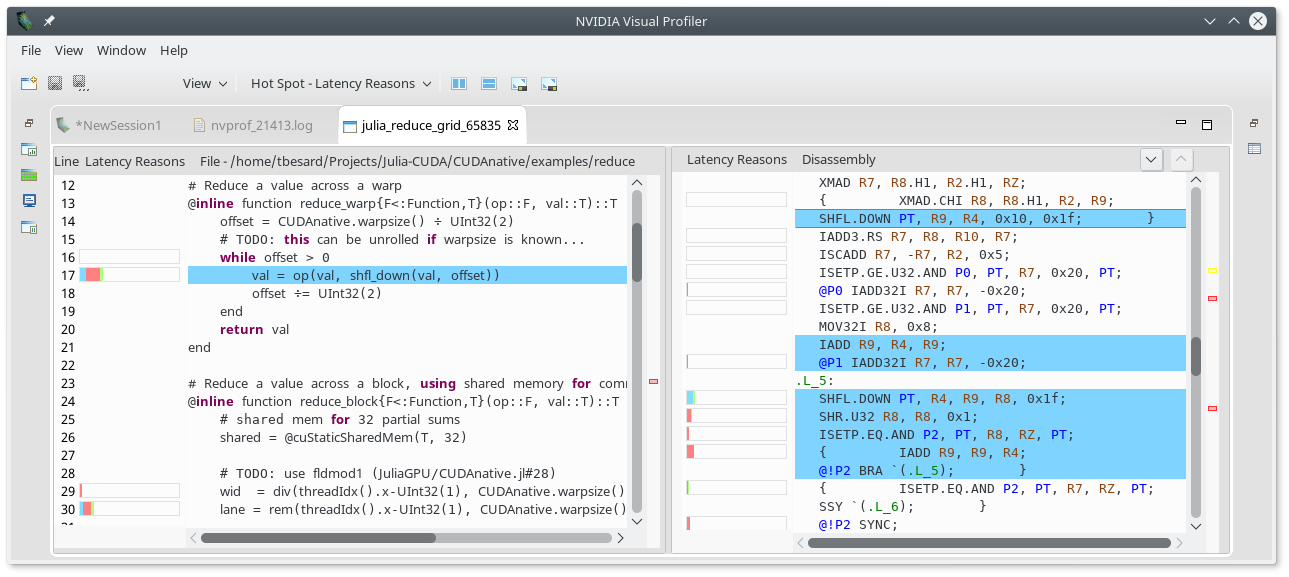 NVIDIA Visual Profiler
File View Window Help
View Hot Spot - Latency Reasons
*NewSession1 nvprof_21413.log julia_reduce_grid_65835
Line Latency Reasons File - /home/tbesard/Projects/Julia-CUDA/CUDAnative/examples/reduce
12 # Reduce a value across a warp
13 @inline function reduce_warp{F<:Function,T}(op::F, val::T)::T
14 offset = CUDAnative.warpsize() ÷ UInt32(2)
15 # TODO: this can be unrolled if warpsize is known...
16 while offset > 0
17 val = op(val, shfl_down(val, offset))
18 offset ÷= UInt32(2)
19 end
20 return val
21 end
22
23 # Reduce a value across a block, using shared memory for com
24 @inline function reduce_block{F<:Function,T}(op::F, val::T)::T
25 # shared mem for 32 partial sums
26 shared = @cuStaticSharedMem(T, 32)
27
28 # TODO: use fldmod1 (JuliaGPU/CUDAnative.jl#28)
29 wid  = div(threadIdx().x-UInt32(1), CUDAnative.warpsize()
30 lane = rem(threadIdx().x-UInt32(1), CUDAnative.warpsize()
Latency Reasons Disassembly
XMAD R7, R8.H1, R2.H1, RZ;
{ XMAD.CHI R8, R8.H1, R2, R9;
SHFL.DOWN PT, R9, R4, 0x10, 0x1f; }
IADD3.RS R7, R8, R10, R7;
ISCADD R7, -R7, R2, 0x5;
ISETP.GE.U32.AND P0, PT, R7, 0x20, PT;
@P0 IADD32I R7, R7, -0x20;
ISETP.GE.U32.AND P1, PT, R7, 0x20, PT;
MOV32I R8, 0x8;
IADD R9, R4, R9;
@P1 IADD32I R7, R7, -0x20;
.L_5:
SHFL.DOWN PT, R4, R9, R8, 0x1f;
SHR.U32 R8, R8, 0x1;
ISETP.EQ.AND P2, PT, R8, RZ, PT;
{ IADD R9, R9, R4;
@!P2 BRA `(.L_5); }
{ ISETP.EQ.AND P2, PT, R7, RZ, PT;
SSY `(.L_6); }
@!P2 SYNC;